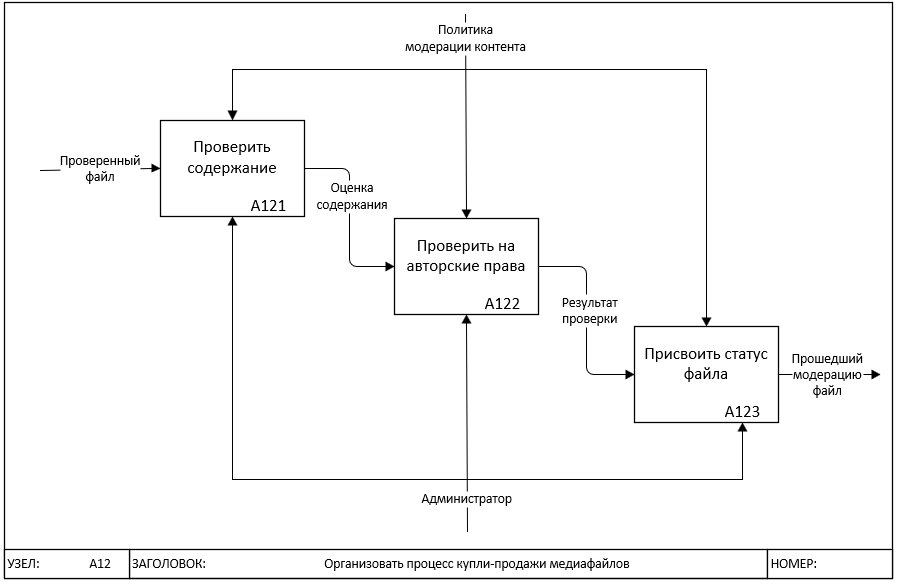 Политика
модерации контента
Проверить
содержание
A121
Проверенный
файл
Оценка
содержания
Проверить на
авторские права
A122
Результат
проверки
Присвоить статус
файла
A123
Прошедший
модерацию
файл
Администратор
УЗЕЛ: A12 ЗАГОЛОВОК: Организовать процесс купли-продажи медиафайлов НОМЕР: